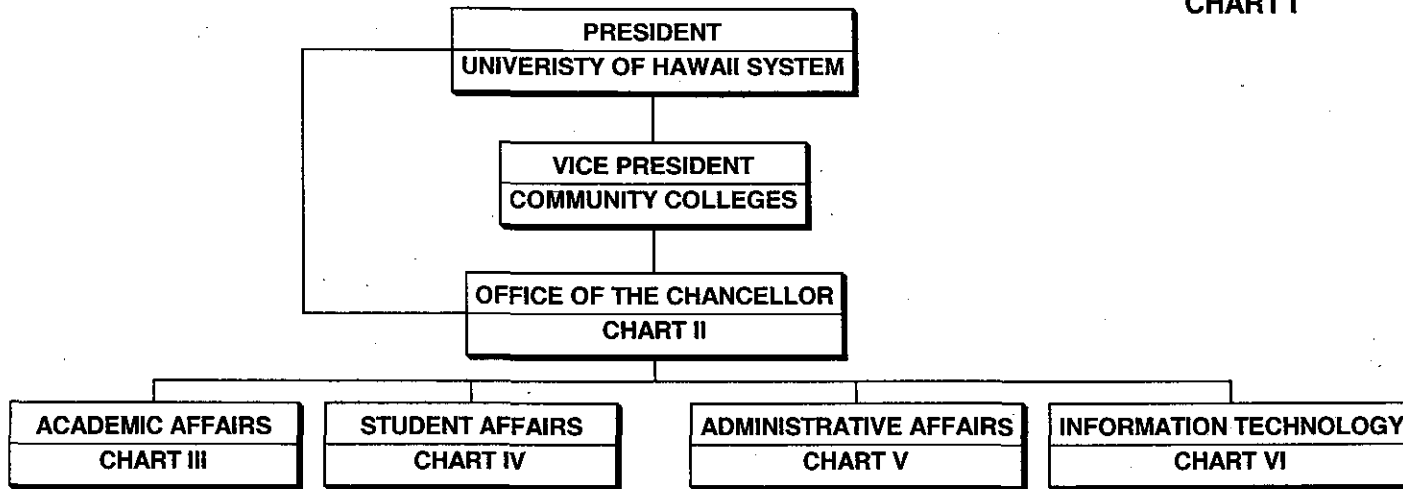 CHART I
PRESIDENT
UNIVERISTY OF HAWAII SYSTEM
VICE PRESIDENT
COMMUNITY COLLEGES
OFFICE OF THE CHANCELLOR
CHART II
ACADEMIC AFFAIRS
CHART III
STUDENT AFFAIRS
CHART IV
ADMINISTRATIVE AFFAIRS
CHART V
INFORMATION TECHNOLOGY
CHART VI